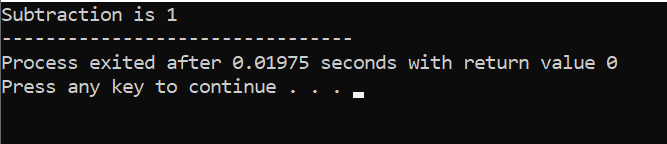 Subtraction is 1
--------------------------------
Process exited after 0.01975 seconds with return value 0
Press any key to continue . . .